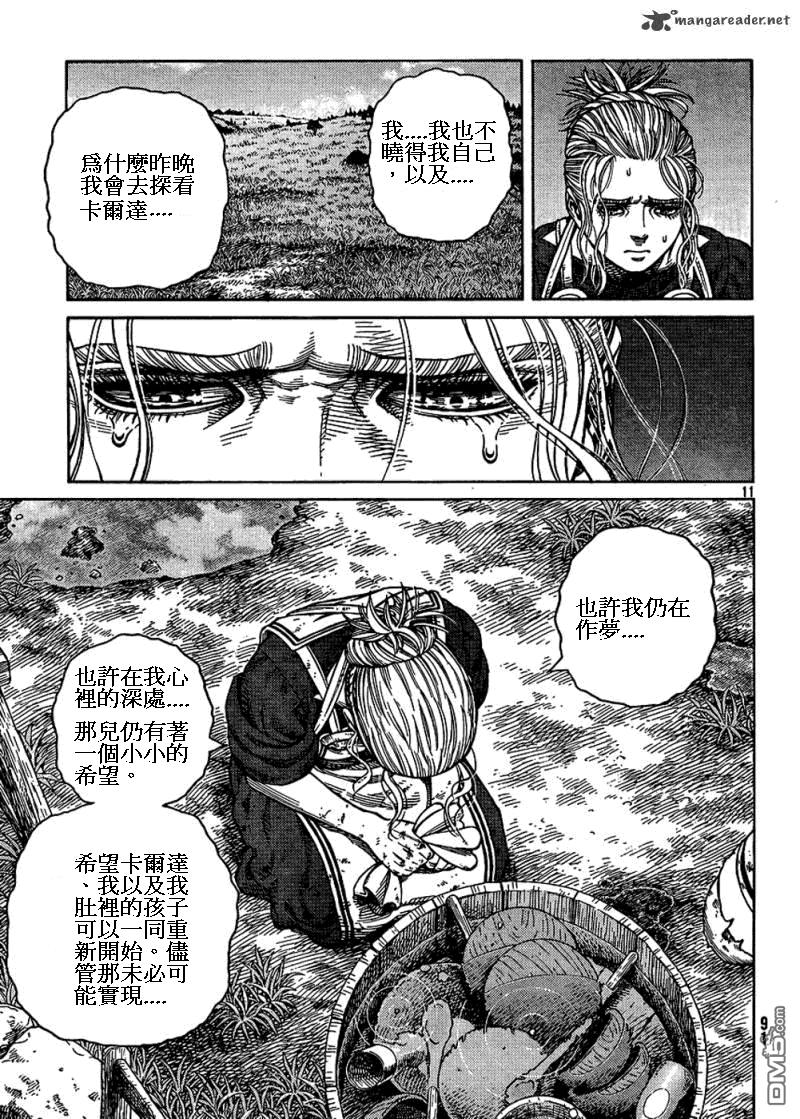 mangareader.net
我....我也不
曉得我自己
，以及....
爲什麼昨晚
我會去探看
卡爾達....
11
也許我仍在
作夢....
也許在我心
裡的深處....
那兒仍有著
一個小小的
希望。
希望卡爾達
、我以及我
肚裡的孩子
可以一同重
新開始。儘
管那未必可
能實現....
DM5.com